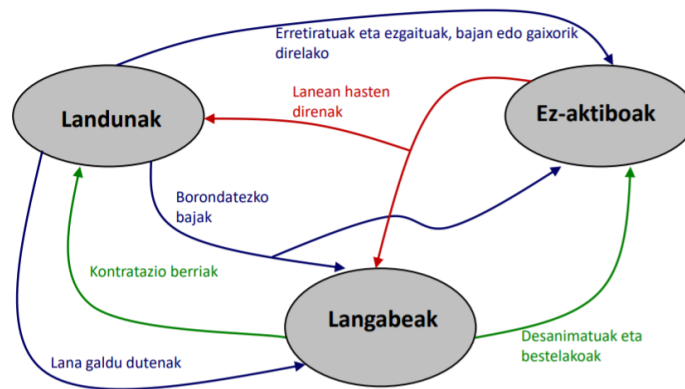 Erretiratuak eta ezgaituak, bajan edo gaixorik
direlako
Lanean hasten
direnak
Landunak
Ez-aktiboak
Borondatezko
bajak
Kontratazio berriak
Langabeak
Desanimatuak eta
bestelakoak
Lana galdu dutenak